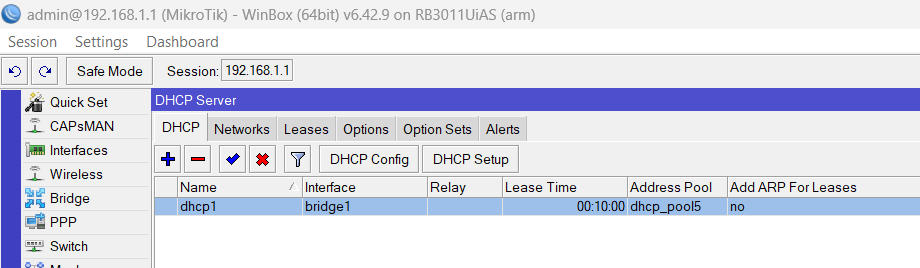 admin@192.168.1.1 (MikroTik) - WinBox (64bit) v6.42.9 on RB3011UiAS (arm)
Session Settings Dashboard
Safe Mode Session: 192.168.1.1
Quick Set
CAPsMAN
Interfaces
Wireless
Bridge
PPP
Switch
DHCP Server
DHCP Networks Leases Options Option Sets Alerts
DHCP Config DHCP Setup
Name Interface Relay Lease Time Address Pool Add ARP For Leases
dhcp1 bridge1 00:10:00 dhcp_pool5 no